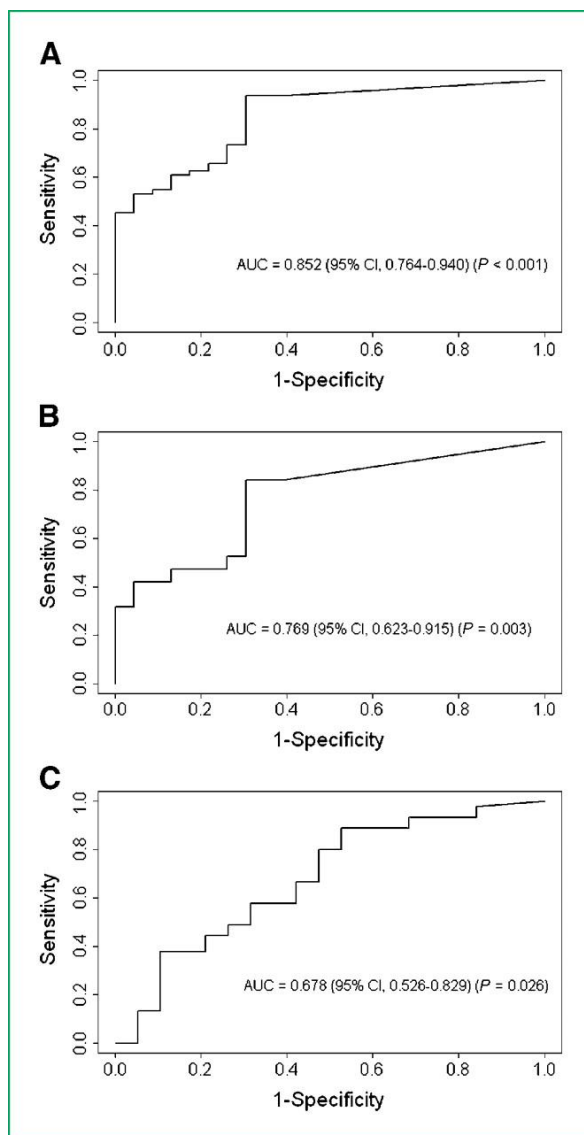 A
Sensitivity
1.0
0.8
0.6
0.4
0.2
0.0
AUC = 0.852 (95% CI, 0.764-0.940) (P < 0.001)
0.0 0.2 0.4 0.6 0.8 1.0
1-Specificity
B
Sensitivity
1.0
0.8
0.6
0.4
0.2
0.0
AUC = 0.769 (95% CI, 0.623-0.915) (P = 0.003)
0.0 0.2 0.4 0.6 0.8 1.0
1-Specificity
C
Sensitivity
1.0
0.8
0.6
0.4
0.2
0.0
AUC = 0.678 (95% CI, 0.526-0.829) (P = 0.026)
0.0 0.2 0.4 0.6 0.8 1.0
1-Specificity